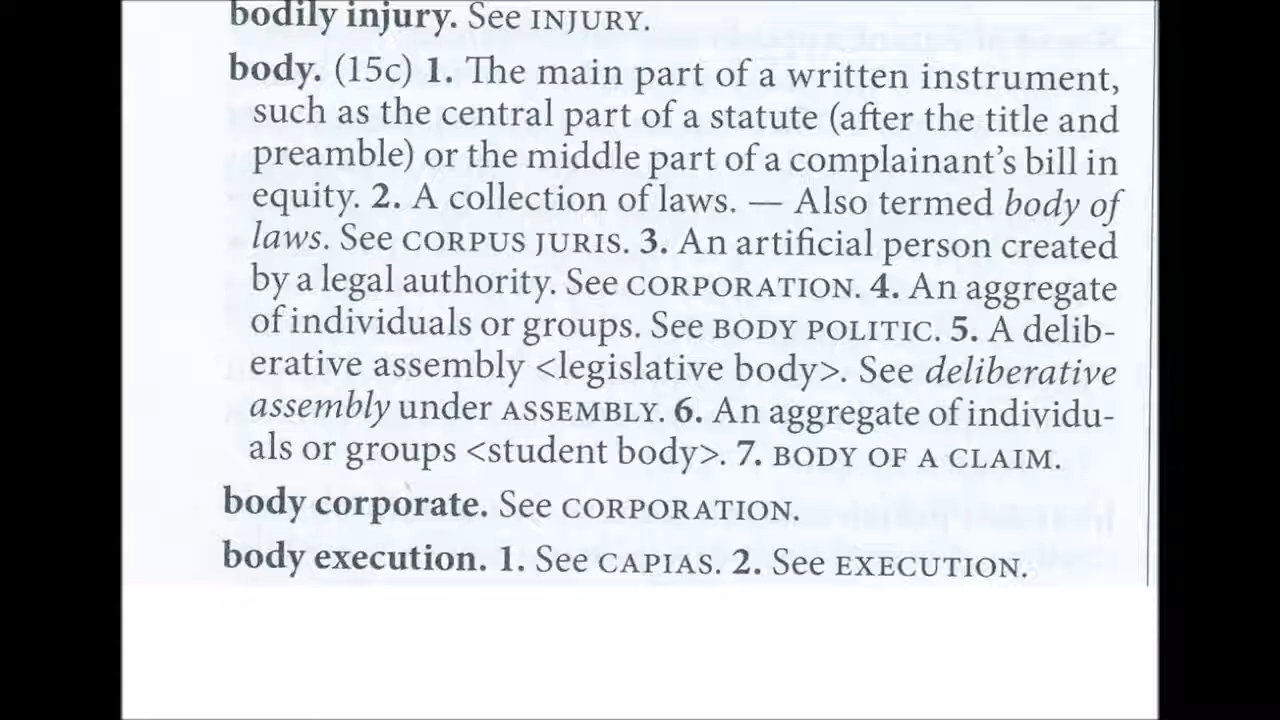 bodily injury. See INJURY.
body. (15c) 1. The main part of a written instrument,
such as the central part of a statute (after the title and
preamble) or the middle part of a complainant's bill in
equity. 2. A collection of laws. — Also termed body of
laws. See CORPUS JURIS. 3. An artificial person created
by a legal authority. See CORPORATION. 4. An aggregate
of individuals or groups. See BODY POLITIC. 5. A delib-
erative assembly <legislative body>. See deliberative
assembly under ASSEMBLY. 6. An aggregate of individu-
als or groups <student body>. 7. BODY OF A CLAIM.
body corporate. See CORPORATION.
body execution. 1. See CAPIAS. 2. See EXECUTION.